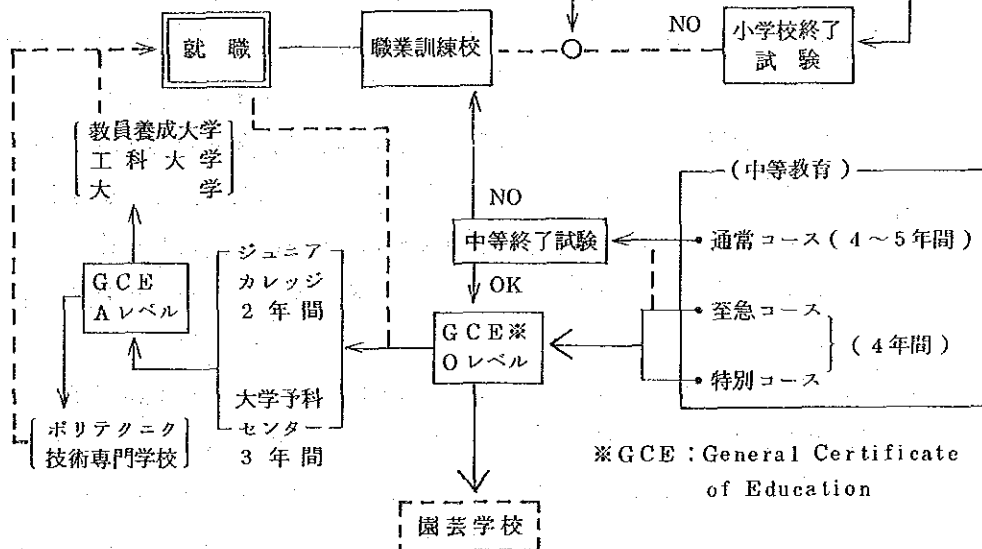 NO
小学校終了
試験
就職
職業訓練校
教員養成大学
工科大学
大学
(中等教育)
NO
中等終了試験
通常コース(4～5年間)
OK
ジュニア
カレッジ
2年間
GCE
Aレベル
GCE※
Oレベル
至急コース
(4年間)
特別コース
大学予科
センター
3年間
ポリテクニク
技術専門学校
※GCE:General Certificate
of Education
園芸学校